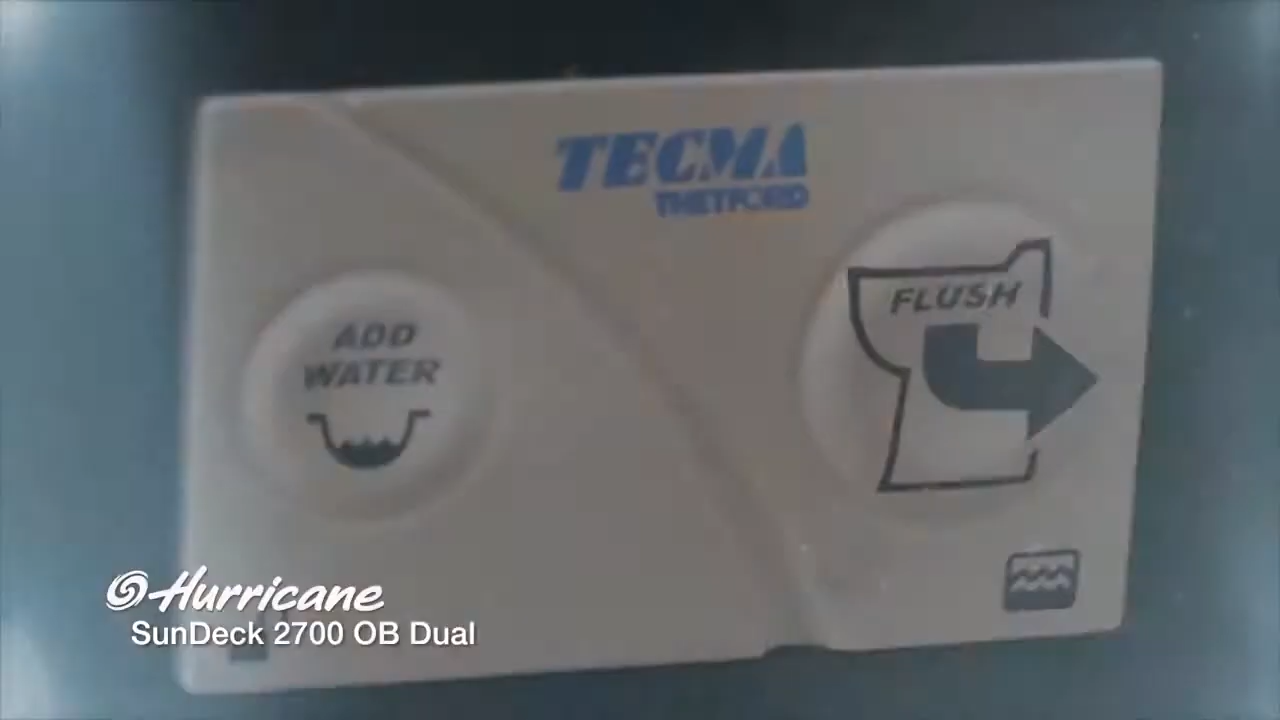 TECMA
THETFORD
ADD
WATER
FLUSH
Hurricane
SunDeck 2700 OB Dual